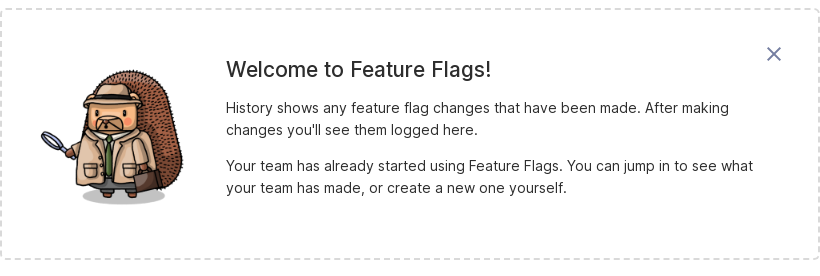 Welcome to Feature Flags!
History shows any feature flag changes that have been made. After making
changes you'll see them logged here.
Your team has already started using Feature Flags. You can jump in to see what
your team has made, or create a new one yourself.